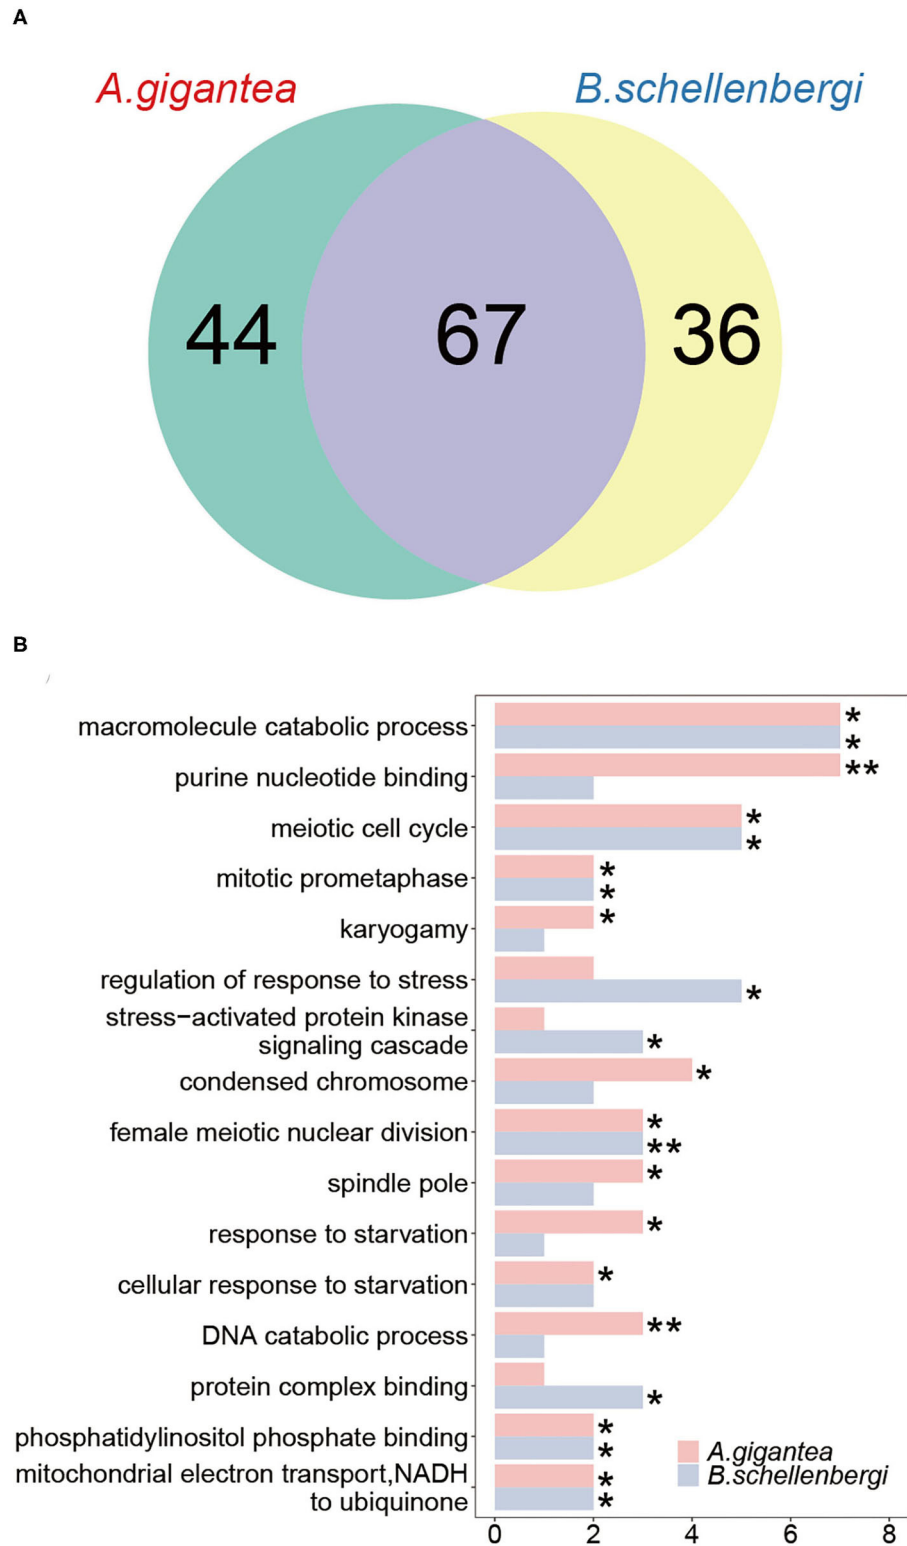 A
A.gigantea
B.schellenbergi
44
67
36
B
macromolecule catabolic process
*
*
purine nucleotide binding
**
meiotic cell cycle
*
*
mitotic prometaphase
*
*
karyogamy
*
regulation of response to stress
*
stress−activated protein kinase
signaling cascade
*
condensed chromosome
*
female meiotic nuclear division
*
**
spindle pole
*
response to starvation
*
cellular response to starvation
*
DNA catabolic process
**
protein complex binding
*
phosphatidylinositol phosphate binding
*
*
mitochondrial electron transport,NADH
to ubiquinone
*
*
A.gigantea
B.schellenbergi
0 2 4 6 8